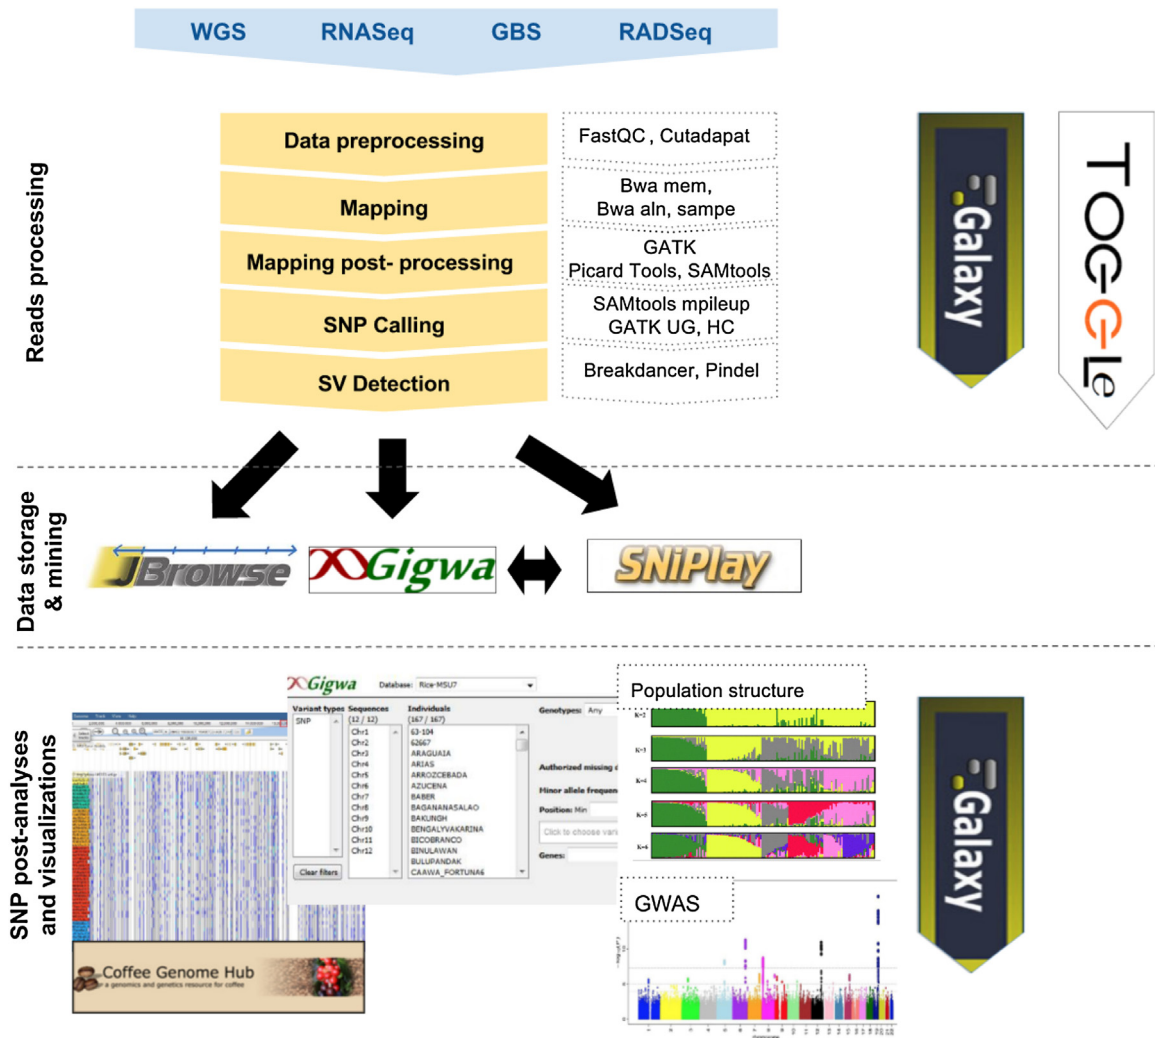 WGS RNASeq GBS RADSeq
Reads processing
Data preprocessing
FastQC , Cutadapat
Mapping
Bwa mem,
Bwa aln, sampe
Mapping post- processing
GATK
Picard Tools, SAMtools
SNP Calling
SAMtools mpileup
GATK UG, HC
SV Detection
Breakdancer, Pindel
Galaxy
TOGGLe
Data storage
& mining
JBrowse
Gigwa
SNiPlay
SNP post-analyses
and visualizations
Coffee Genome Hub
r a genomics and genetics resource for coffee
Gigwa
Database: Rice-MSU7
Variant types
SNP
Clear filters
Sequences
(12 / 12)
Chr1
Chr2
Chr3
Chr4
Chr5
Chr6
Chr7
Chr8
Chr9
Chr10
Chr11
Chr12
Individuals
(167 / 167)
63-104
62667
ARAGUAIA
ARIAS
ARROZCEBADA
AZUCENA
BABER
BAGANANASALAO
BAKUNGH
BENGALYVAKARINA
BICOBRANCO
BINULAWAN
BULUPANDAK
CAAWA_FORTUNA6
Genotypes: Any
Authorized missing d
Minor allele frequen
Position: Min
Click to choose vari
Genes:
Population structure
K=2
K=3
K=4
K=5
K=6
GWAS
Galaxy